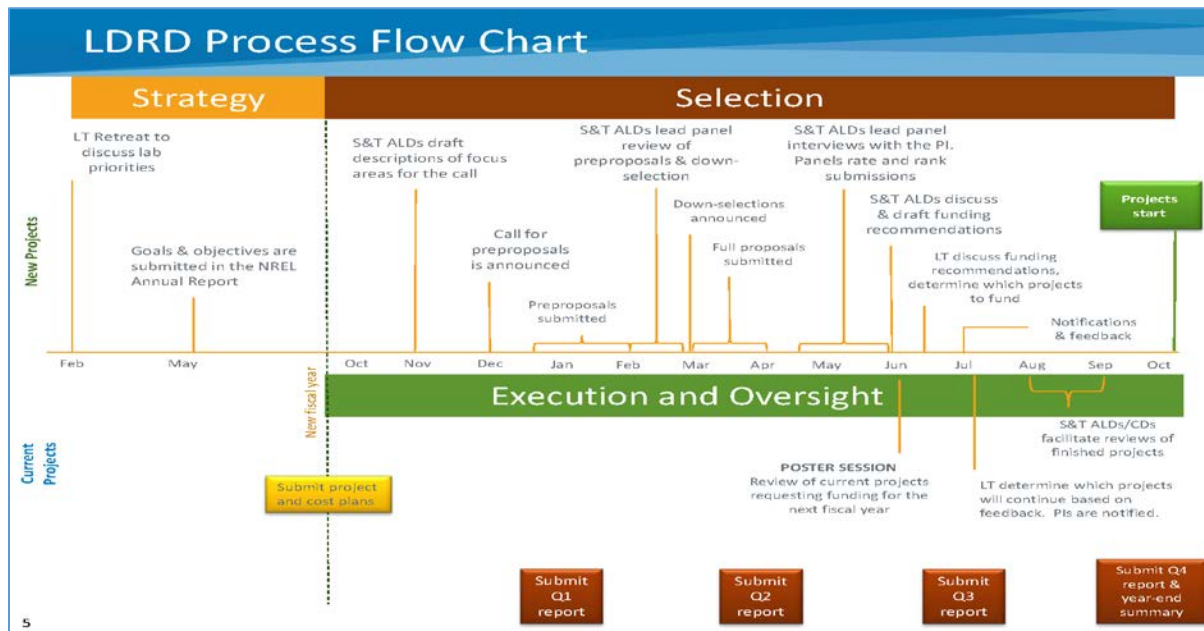 LDRD Process Flow Chart
Strategy
Selection
LT Retreat to
discuss lab
priorities
Goals & objectives are
submitted in the NREL
Annual Report
S&T ALDs draft
descriptions of focus
areas for the call
Call for
preproposals
is announced
Preproposals
submitted
S&T ALDs lead panel
review of
preproposals & down-
selection
Down-selections
announced
Full proposals
submitted
S&T ALDs lead panel
interviews with the PI.
Panels rate and rank
submissions
S&T ALDs discuss
& draft funding
recommendations
LT discuss funding
recommendations,
determine which projects
to fund
Notifications
& feedback
Projects
start
New Projects
Feb
May
Oct
Nov
Dec
Jan
Feb
Mar
Apr
May
Jun
Jul
Aug
Sep
Oct
New fiscal year
Execution and Oversight
Current
Projects
Submit project
and cost plans
POSTER SESSION
Review of current projects
requesting funding for the
next fiscal year
S&T ALDs/CDs
facilitate reviews of
finished projects
LT determine which projects
will continue based on
feedback. PIs are notified.
Submit
Q1
report
Submit
Q2
report
Submit
Q3
report
Submit Q4
report &
year-end
summary
5